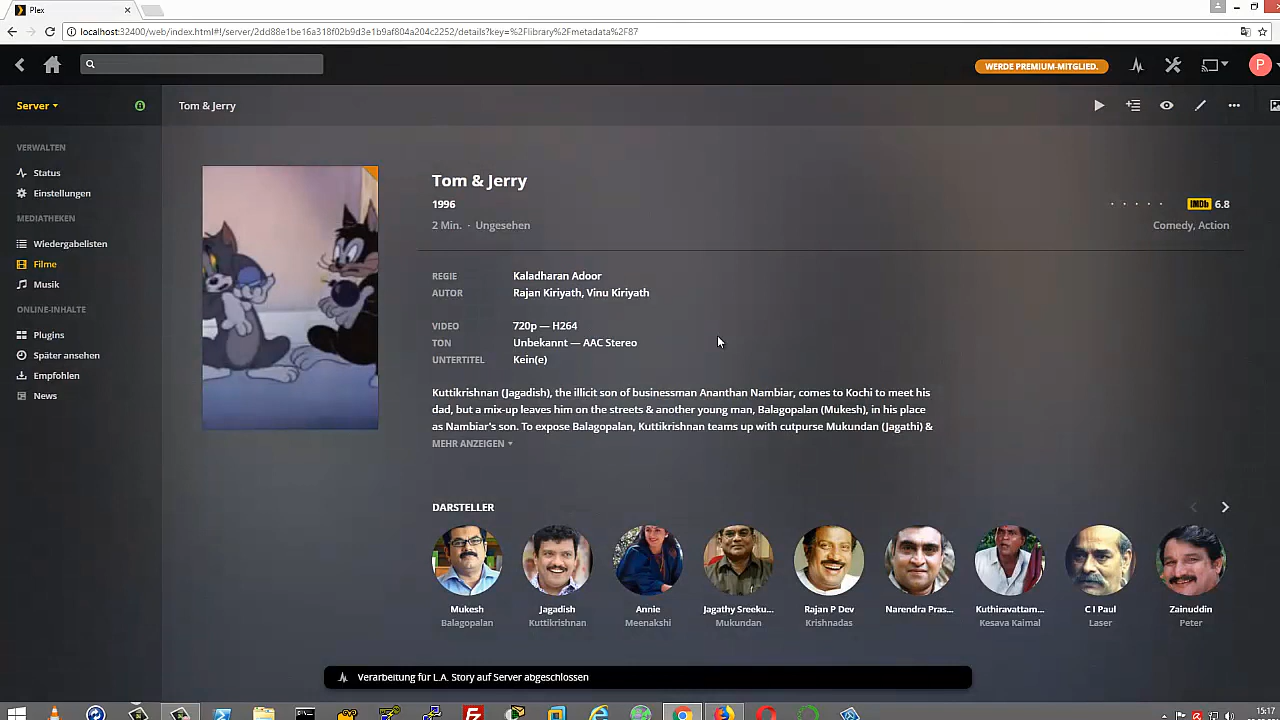 Plex
localhost:32400/web/index.html#!/server/2dd88e1be16a318f02b9d3e1b9af804a204c2252/details?key=%2Flibrary%2Fmetadata%2F87
WERDE PREMIUM-MITGLIED.
P
Server
Tom & Jerry
VERWALTEN
Status
Einstellungen
MEDIATHEKEN
Wiedergabelisten
Filme
Musik
ONLINE-INHALTE
Plugins
Später ansehen
Empfohlen
News
Tom & Jerry
1996
IMDb 6.8
2 Min. · Ungesehen
Comedy, Action
REGIE Kaladharan Adoor
AUTOR Rajan Kiriyath, Vinu Kiriyath
VIDEO 720p — H264
TON Unbekannt — AAC Stereo
UNTERTITEL Kein(e)
Kuttikrishnan (Jagadish), the illicit son of businessman Ananthan Nambiar, comes to Kochi to meet his
dad, but a mix-up leaves him on the streets & another young man, Balagopalan (Mukesh), in his place
as Nambiar's son. To expose Balagopalan, Kuttikrishnan teams up with cutpurse Mukundan (Jagathi) &
MEHR ANZEIGEN
DARSTELLER
Mukesh Jagadish Annie Jagathy Sreeku... Rajan P Dev Narendra Pras... Kuthiravattam... C I Paul Zainuddin
Balagopalan Kuttikrishnan Meenakshi Mukundan Krishnadas Kesava Kaimal Laser Peter
Verarbeitung für L.A. Story auf Server abgeschlossen
15:17